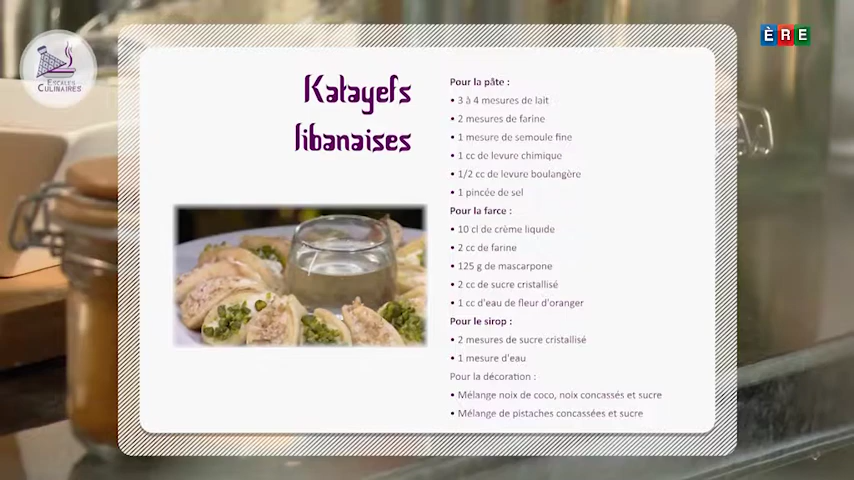 ESCALES
CULINAIRES
ÈRE
Katayefs
libanaises
Pour la pâte :
• 3 à 4 mesures de lait
• 2 mesures de farine
• 1 mesure de semoule fine
• 1 cc de levure chimique
• 1/2 cc de levure boulangère
• 1 pincée de sel
Pour la farce :
• 10 cl de crème liquide
• 2 cc de farine
• 125 g de mascarpone
• 2 cc de sucre cristallisé
• 1 cc d'eau de fleur d'oranger
Pour le sirop :
• 2 mesures de sucre cristallisé
• 1 mesure d'eau
Pour la décoration :
• Mélange noix de coco, noix concassés et sucre
• Mélange de pistaches concassées et sucre